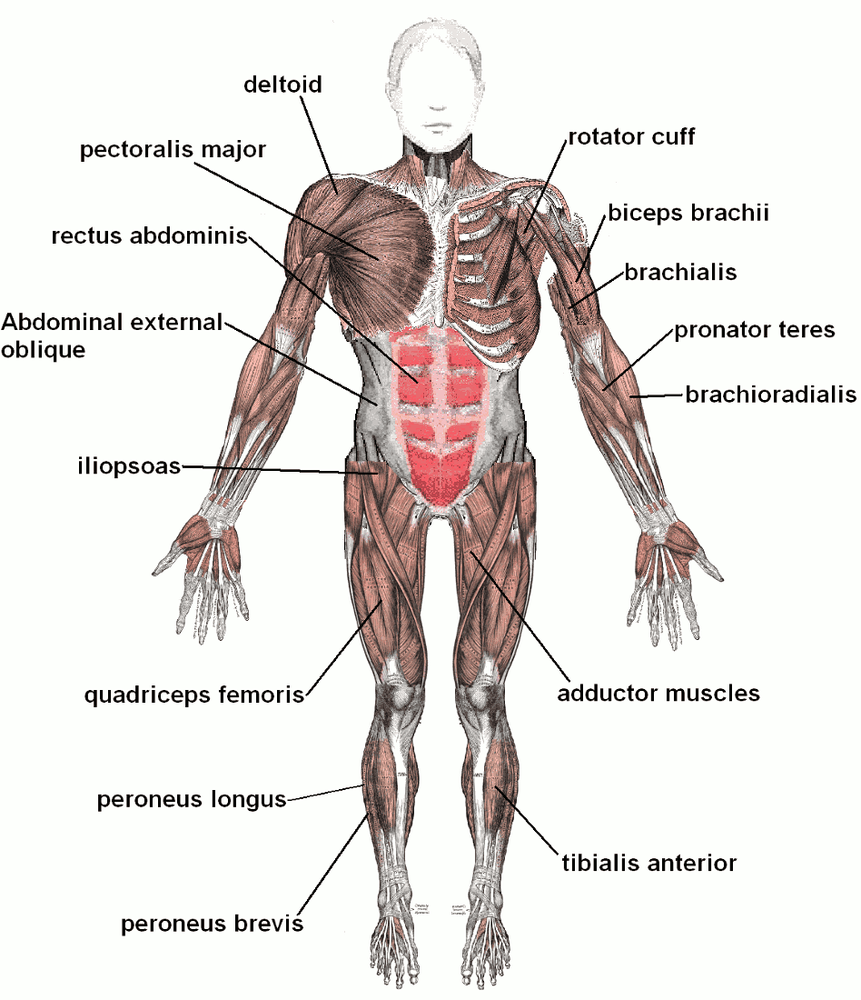 deltoid
pectoralis major
rotator cuff
biceps brachii
rectus abdominis
brachialis
Abdominal external
oblique
pronator teres
brachioradialis
iliopsoas
quadriceps femoris
adductor muscles
peroneus longus
tibialis anterior
peroneus brevis